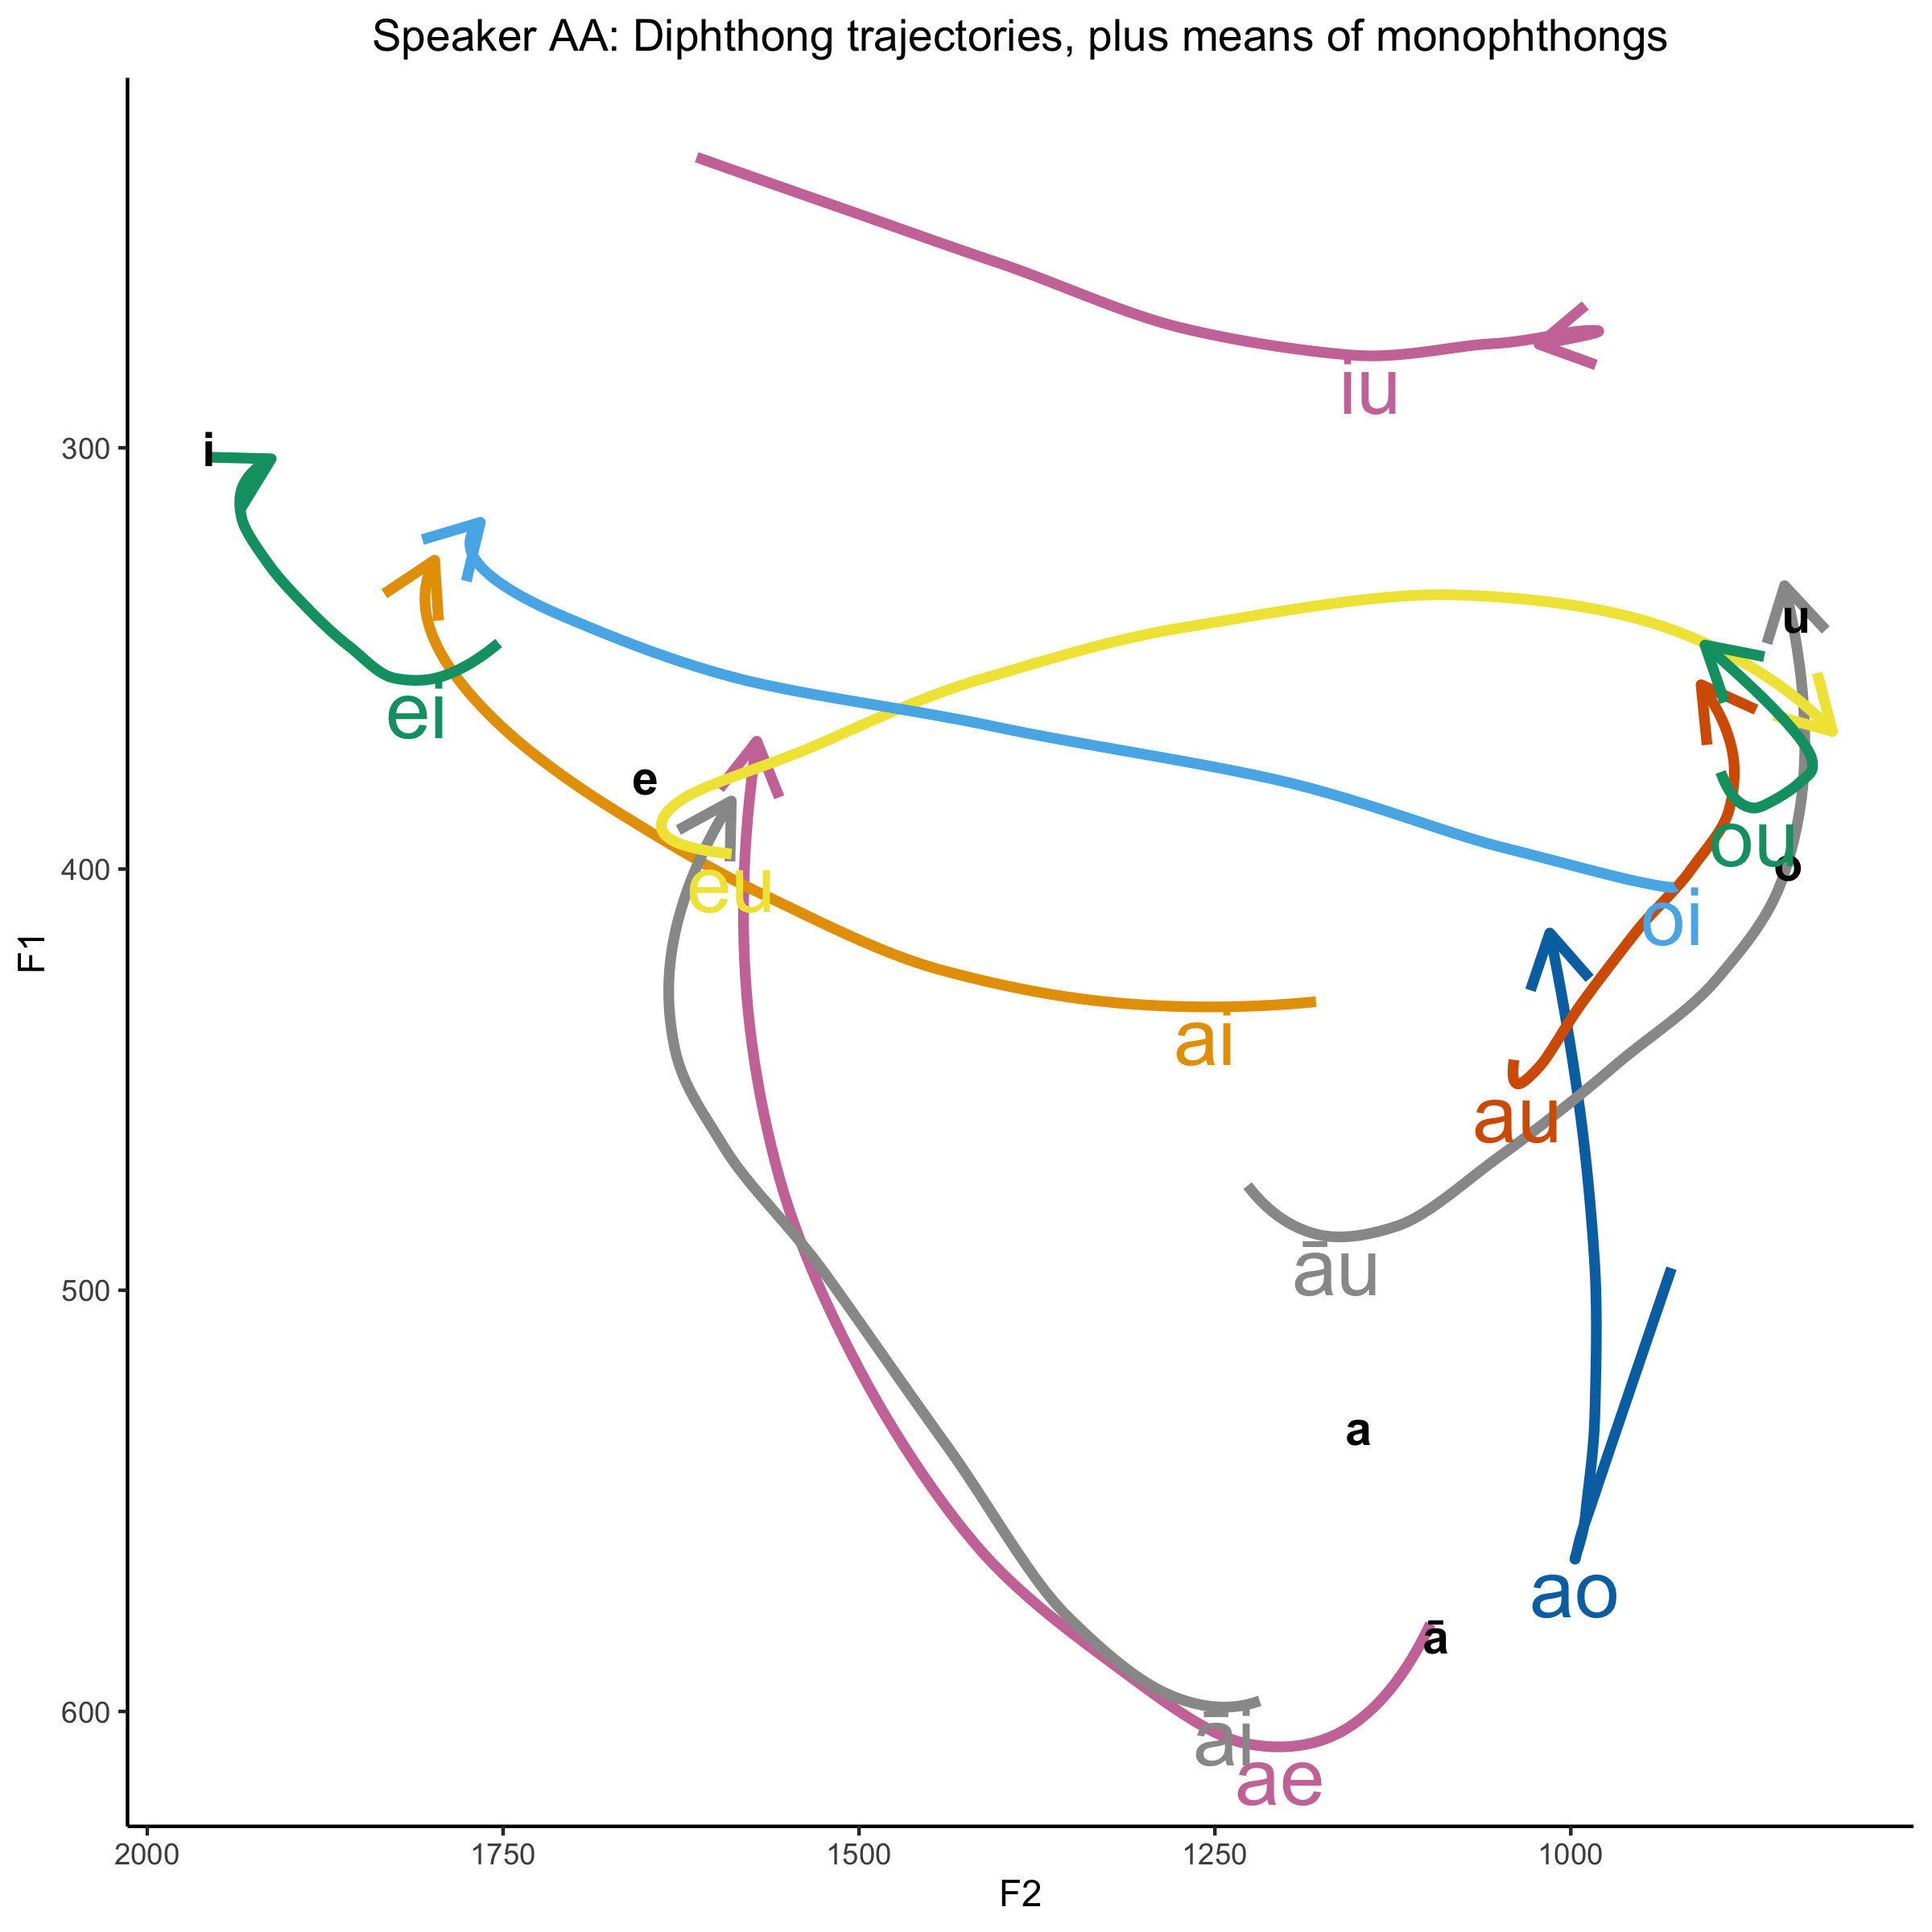 Speaker AA: Diphthong trajectories, plus means of monophthongs
iu
300
i
u
ei
e
ou
400
eu
o
oi
F1
ai
au
āu
500
a
ao
ā
600
āi
ae
2000 1750 1500 1250 1000
F2